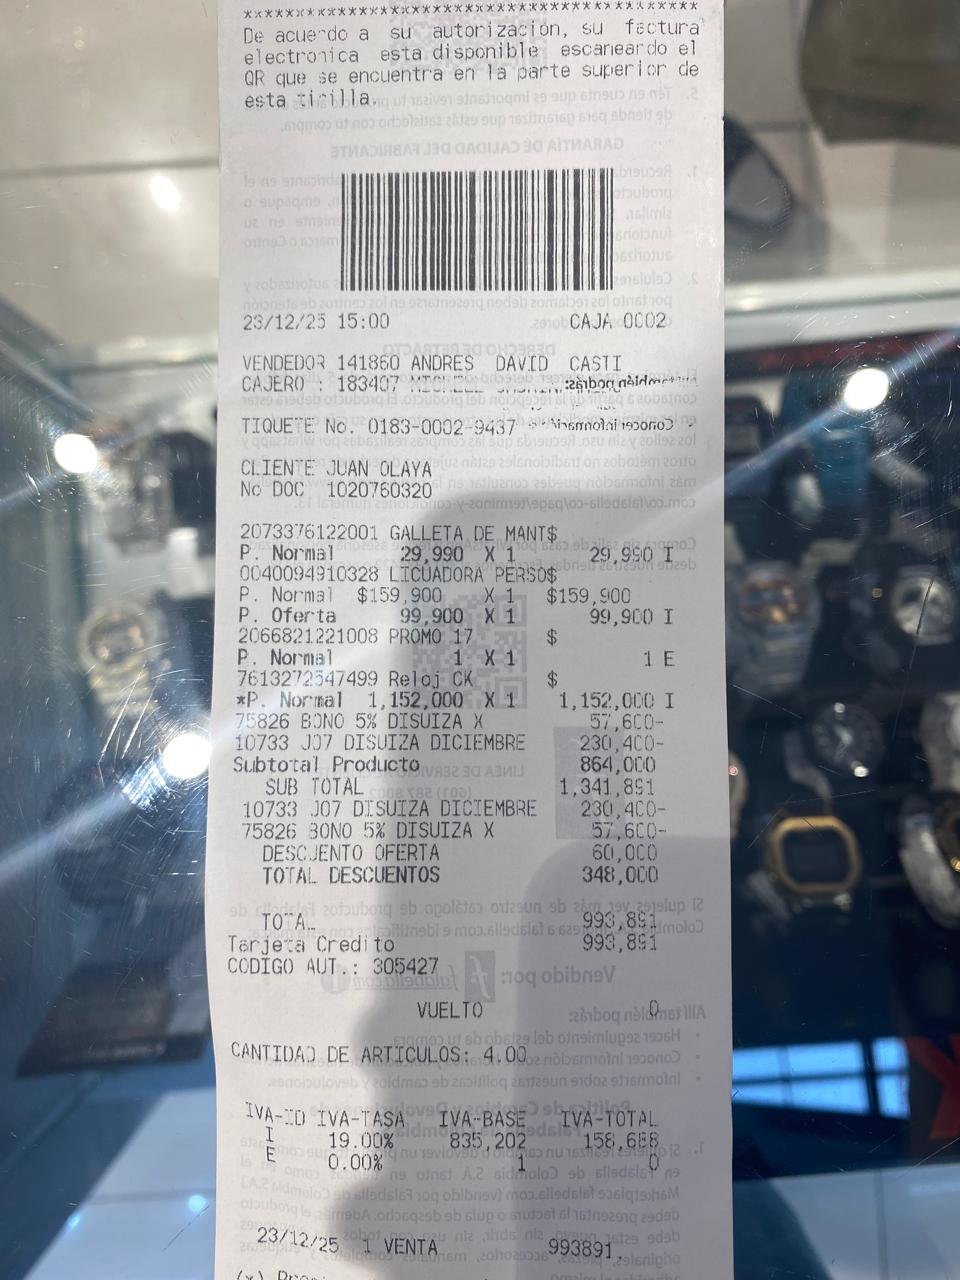 ************************************************
De acuerdo a su autorización, su factura
electronica esta disponible escaneardo el
QR que se encuentra en la parte superior de
esta tirilla.
23/12/25 15:00 CAJA 0002
VENDEDOR 141860 ANDRES DAVID CASTI
CAJERO : 183407
TIQUETE No. 0183-0002-9437
CLIENTE JUAN OLAYA
No DOC 1020760320
2073376122001 GALLETA DE MANT$
P. Normal 29,990 X 1 29,990 I
0040094910328 LICUADORA PERSO$
P. Normal $159,900 X 1 $159,900
P. Oferta 99,900 X 1 99,900 I
2066821221008 PROMO 17 $
P. Normal 1 X 1 1 E
7613272547499 Reloj CK $
*P. Normal 1,152,000 X 1 1,152,000 I
75826 BONO 5% DISUIZA X 57,600-
10733 J07 DISUIZA DICIEMBRE 230,400-
Subtotal Producto 864,000
SUB TOTAL 1,341,891
10733 J07 DISUIZA DICIEMBRE 230,400-
75826 BONO 5% DISUIZA X 57,600-
DESCUENTO OFERTA 60,000
TOTAL DESCUENTOS 348,000
TOTAL 993,891
Tarjeta Credito 993,891
CODIGO AUT.: 305427
VUELTO 0
CANTIDAD DE ARTICULOS: 4.00
IVA-ID IVA-TASA IVA-BASE IVA-TOTAL
I 19.00% 835,202 158,688
E 0.00% 1 0
23/12/25 1 VENTA 993891.